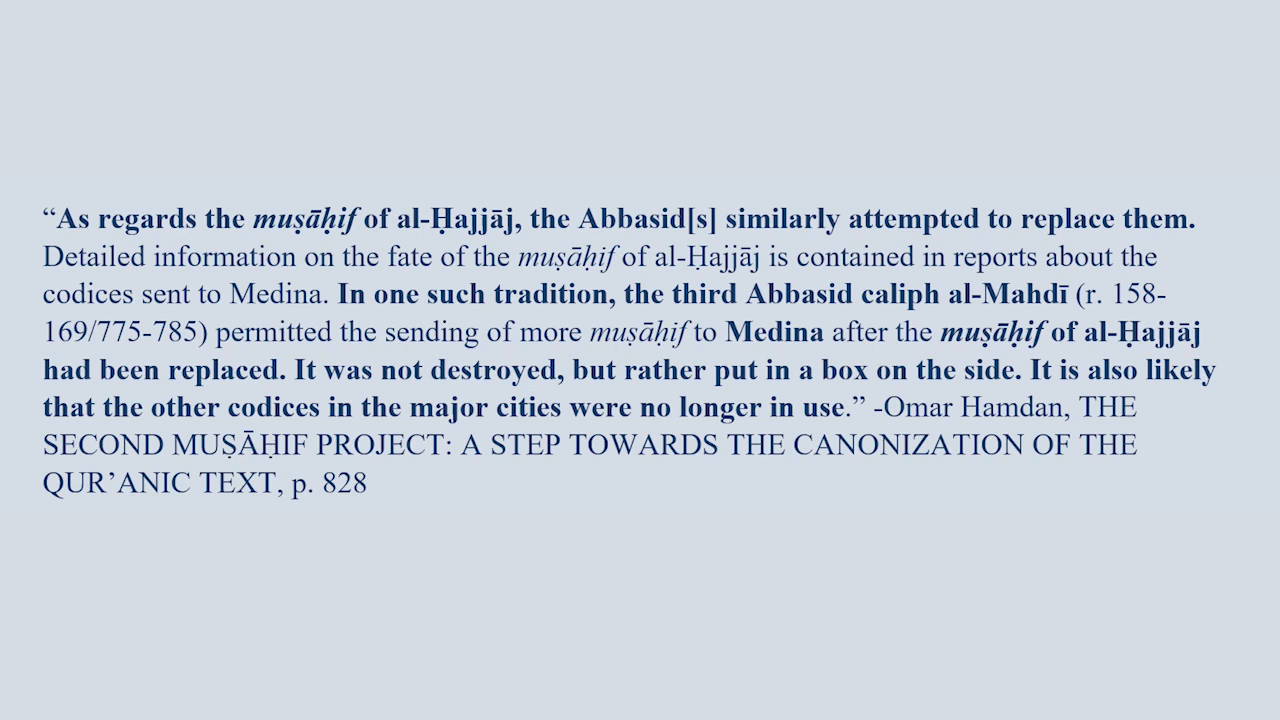 “As regards the muṣāḥif of al-Ḥajjāj, the Abbasid[s] similarly attempted to replace them.
Detailed information on the fate of the muṣāḥif of al-Ḥajjāj is contained in reports about the
codices sent to Medina. In one such tradition, the third Abbasid caliph al-Mahdī (r. 158-
169/775-785) permitted the sending of more muṣāḥif to Medina after the muṣāḥif of al-Ḥajjāj
had been replaced. It was not destroyed, but rather put in a box on the side. It is also likely
that the other codices in the major cities were no longer in use.” -Omar Hamdan, THE
SECOND MUṢĀḤIF PROJECT: A STEP TOWARDS THE CANONIZATION OF THE
QUR’ANIC TEXT, p. 828